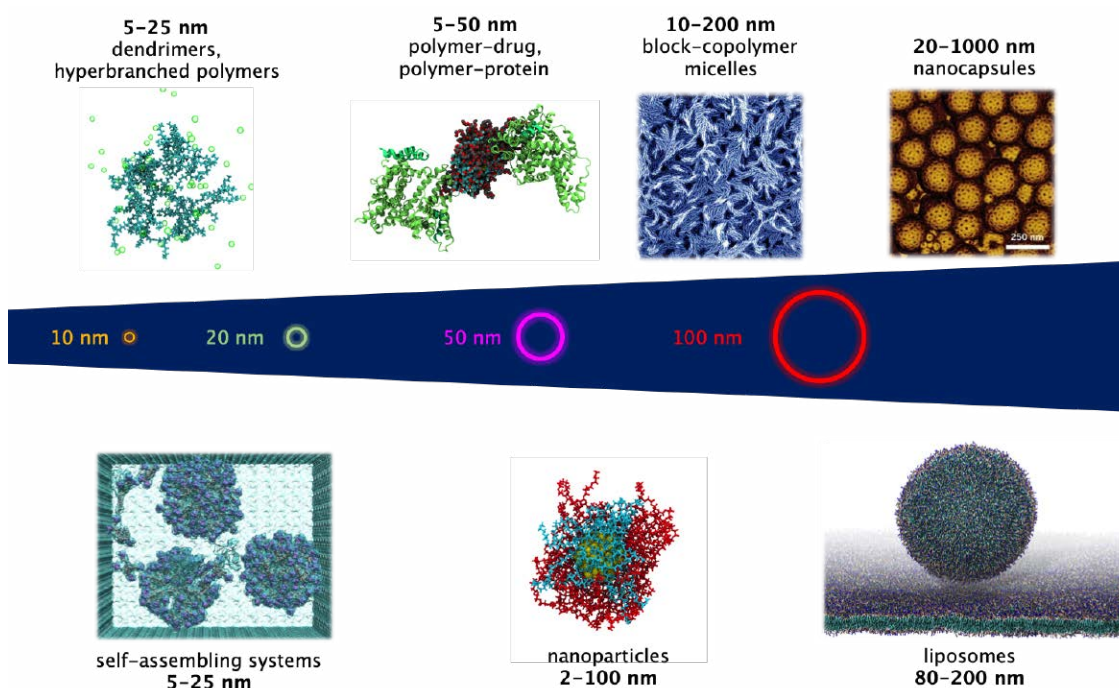 5–25 nm
dendrimers,
hyperbranched polymers
5–50 nm
polymer-drug,
polymer-protein
10–200 nm
block-copolymer
micelles
20–1000 nm
nanocapsules
250 nm
10 nm
20 nm
50 nm
100 nm
self-assembling systems
5–25 nm
nanoparticles
2–100 nm
liposomes
80–200 nm